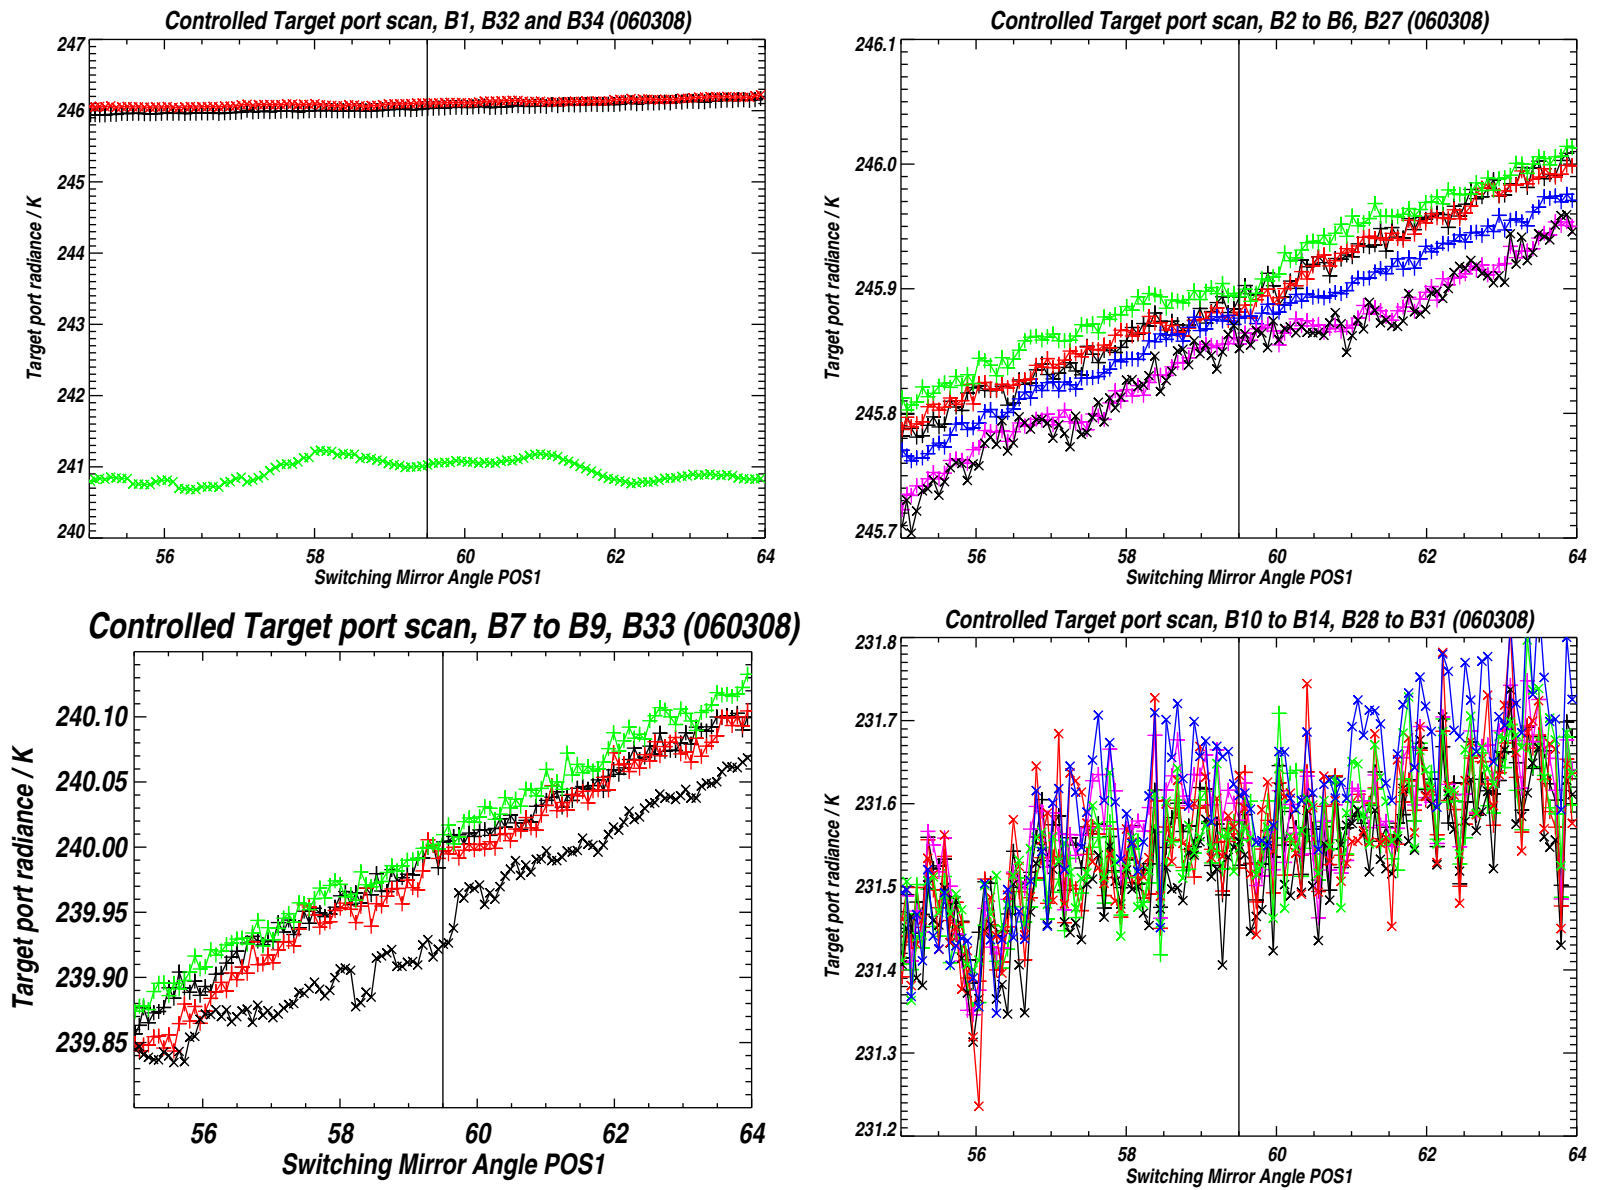 Controlled Target port scan, B1, B32 and B34 (060308)
247
246
245
244
243
242
241
240
Target port radiance / K
56 58 60 62 64
Switching Mirror Angle POS1
Controlled Target port scan, B2 to B6, B27 (060308)
246.1
246.0
245.9
245.8
245.7
Target port radiance / K
56 58 60 62 64
Switching Mirror Angle POS1
Controlled Target port scan, B7 to B9, B33 (060308)
240.10
240.05
240.00
239.95
239.90
239.85
Target port radiance / K
56 58 60 62 64
Switching Mirror Angle POS1
Controlled Target port scan, B10 to B14, B28 to B31 (060308)
231.8
231.7
231.6
231.5
231.4
231.3
231.2
Target port radiance / K
56 58 60 62 64
Switching Mirror Angle POS1